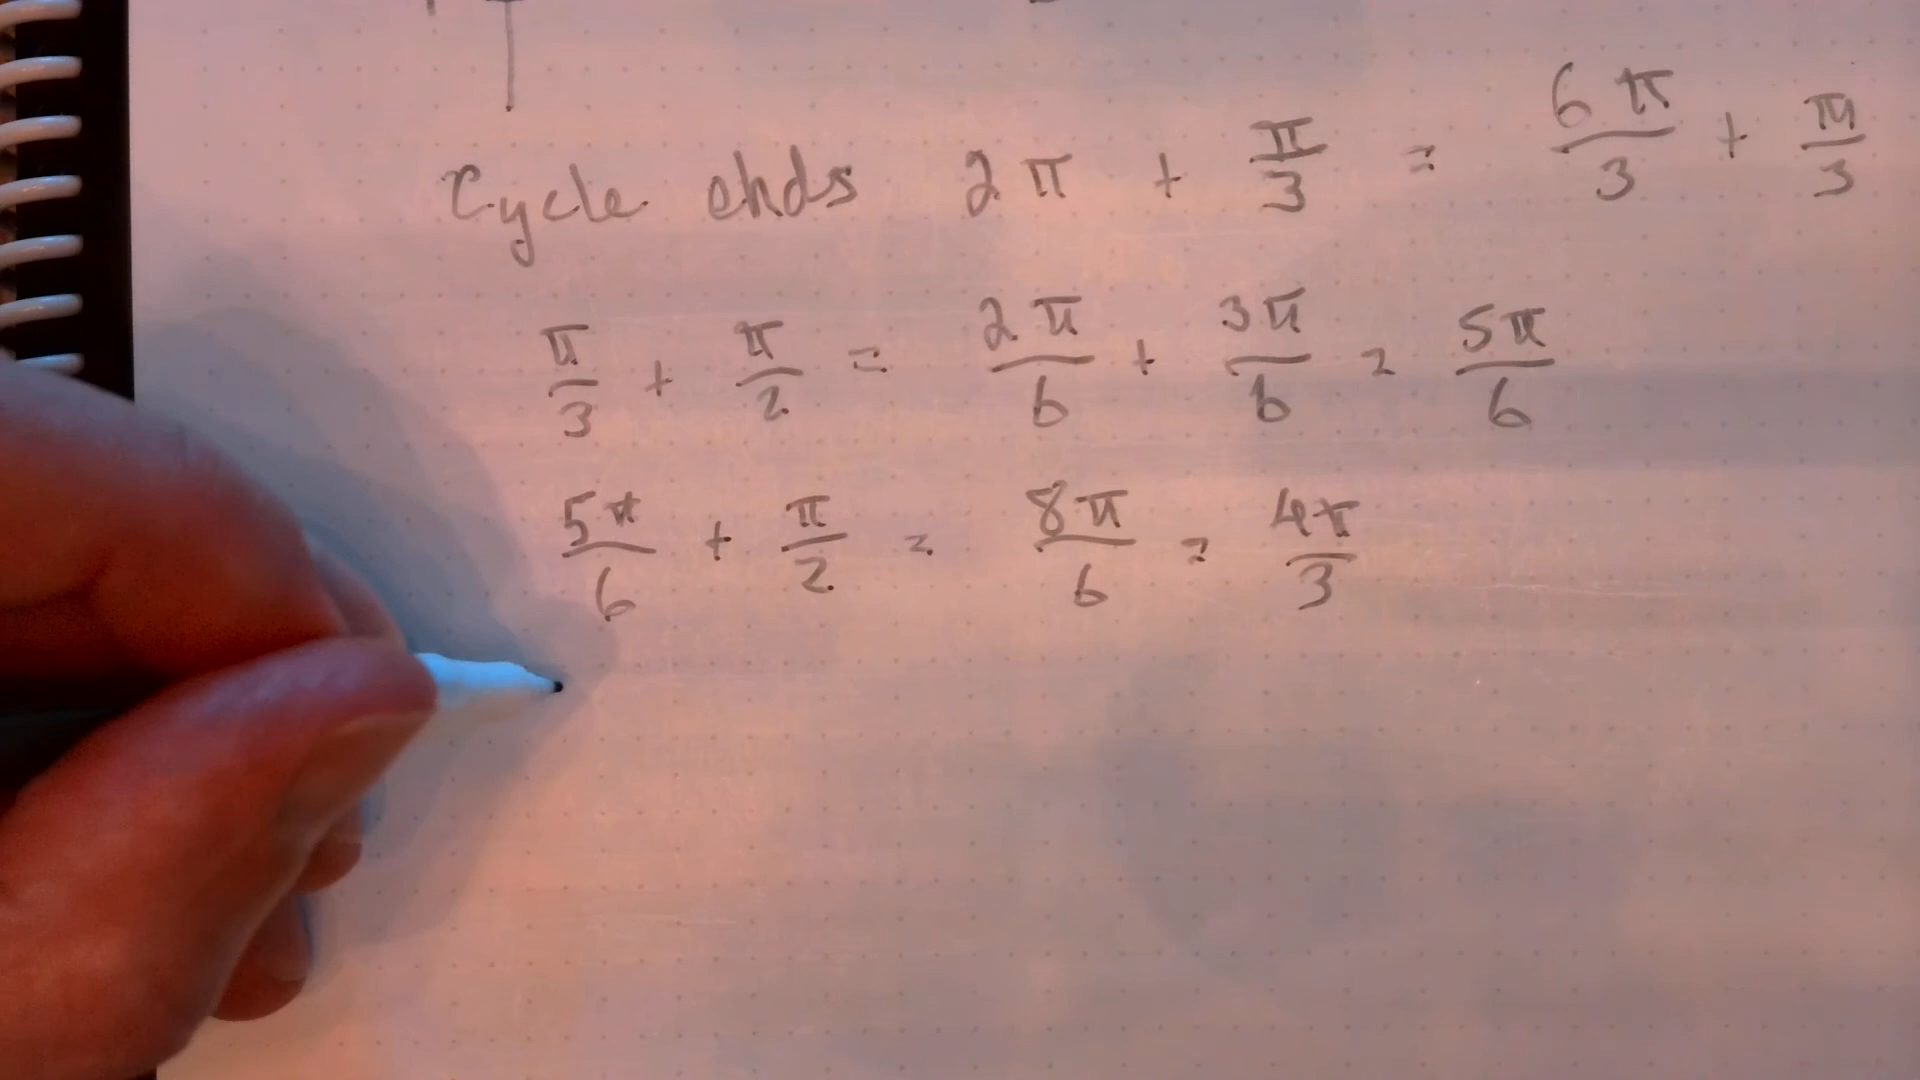 Cycle ends 2π + π/3 = 6π/3 + π/3
π/3 + π/2 = 2π/6 + 3π/6 = 5π/6
5π/6 + π/2 = 8π/6 = 4π/3